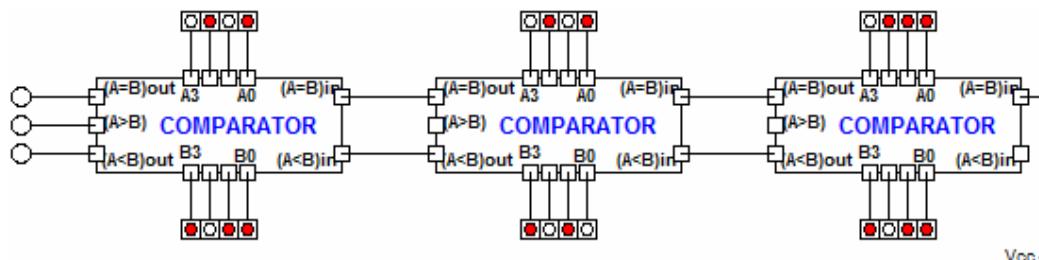 (A=B)out A3 A0 (A=B)in
(A>B) COMPARATOR
(A<B)out B3 B0 (A<B)in
(A=B)out A3 A0 (A=B)in
(A>B) COMPARATOR
(A<B)out B3 B0 (A<B)in
(A=B)out A3 A0 (A=B)in
(A>B) COMPARATOR
(A<B)out B3 B0 (A<B)in
Vcc